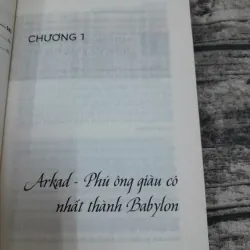 CHƯƠNG 1
Arkad - Phú ông giàu có
nhất thành Babylon